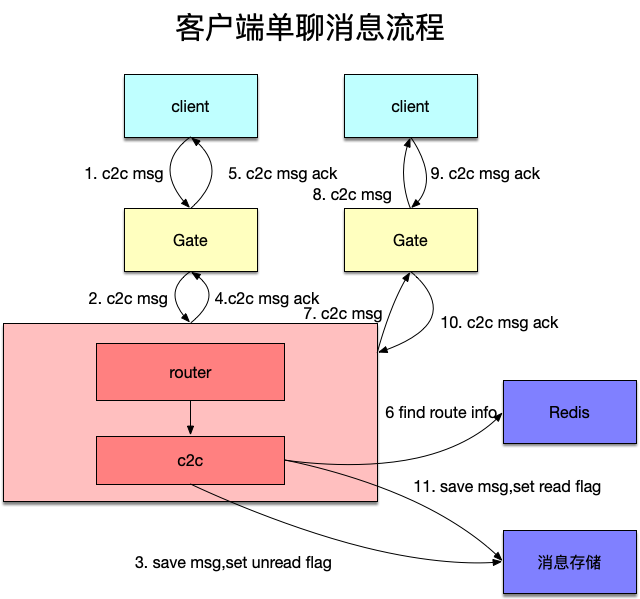 客户端单聊消息流程
client
client
1. c2c msg
5. c2c msg ack
8. c2c msg
9. c2c msg ack
Gate
Gate
2. c2c msg
4.c2c msg ack
7. c2c msg
10. c2c msg ack
router
6 find route info
Redis
c2c
11. save msg,set read flag
3. save msg,set unread flag
消息存储